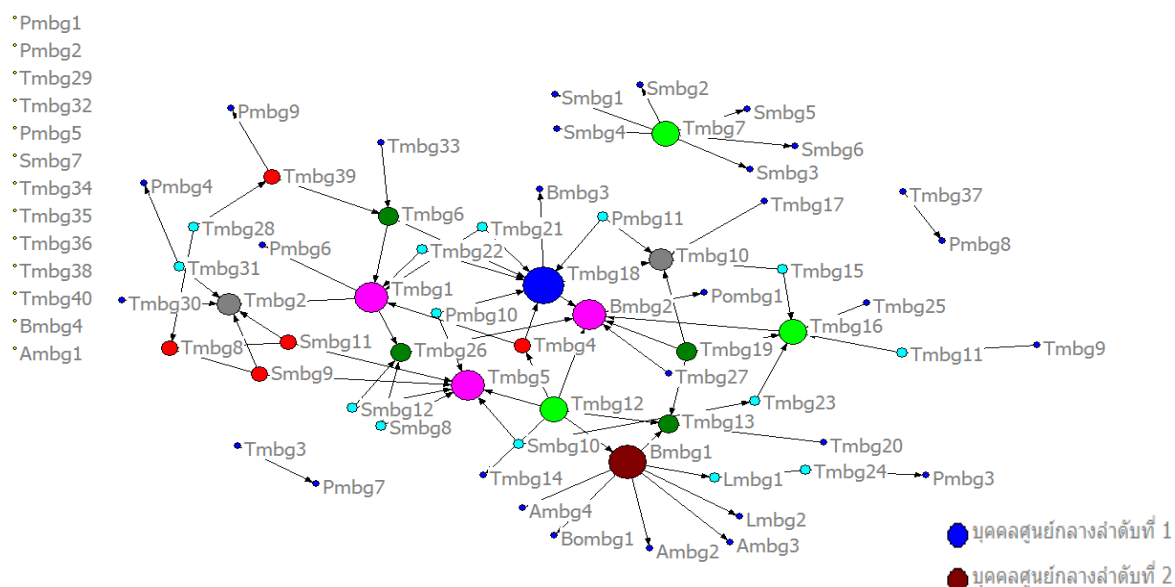 Pmbg1
Pmbg2
Tmbg29
Tmbg32
Pmbg5
Smbg7
Tmbg34
Tmbg35
Tmbg36
Tmbg38
Tmbg40
Bmbg4
Ambg1
Smbg1
Smbg2
Smbg5
Smbg4
Tmbg7
Smbg6
Smbg3
Pmbg9
Tmbg33
Tmbg39
Pmbg4
Bmbg3
Tmbg17
Tmbg37
Tmbg28
Tmbg6
Tmbg21
Pmbg11
Pmbg8
Pmbg6
Tmbg22
Tmbg10
Tmbg31
Tmbg18
Tmbg15
Tmbg1
Tmbg30
Tmbg2
Pmbg10
Bmbg2
Pombg1
Tmbg25
Tmbg16
Tmbg8
Smbg11
Tmbg26
Tmbg4
Tmbg19
Tmbg11
Tmbg9
Smbg9
Tmbg5
Tmbg27
Smbg12
Tmbg12
Tmbg23
Smbg8
Tmbg13
Tmbg3
Smbg10
Bmbg1
Tmbg20
Pmbg7
Tmbg14
Lmbg1
Tmbg24
Pmbg3
Ambg4
Lmbg2
Bombg1
Ambg2
Ambg3
บุคคลศูนย์กลางลำดับที่ 1
บุคคลศูนย์กลางลำดับที่ 2